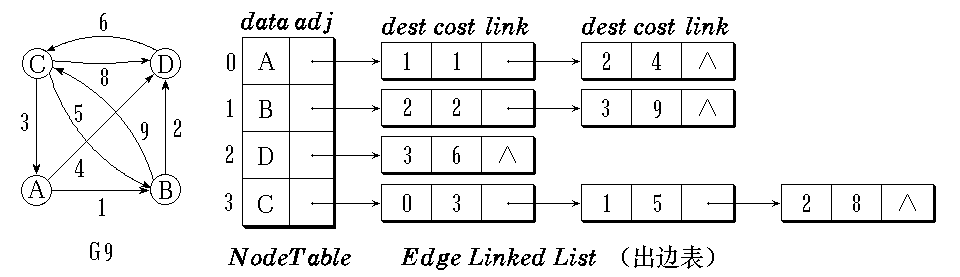 6
C
D
8
3
5
9
2
4
A
B
1
G9
data adj
dest cost link
dest cost link
0 A 1 1 2 4 ∧
1 B 2 2 3 9 ∧
2 D 3 6 ∧
3 C 0 3 1 5 2 8 ∧
NodeTable
Edge Linked List （出边表）